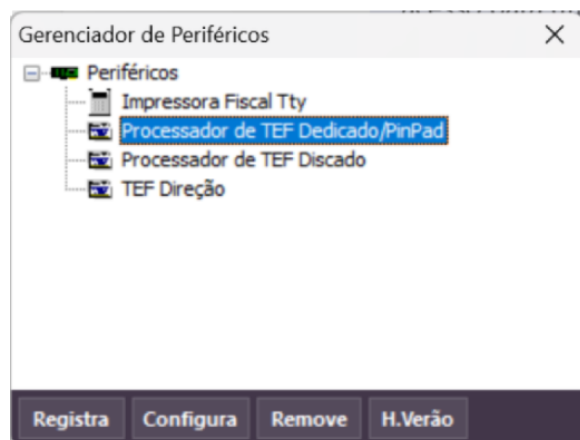 Gerenciador de Periféricos
Periféricos
Impressora Fiscal Tty
Processador de TEF Dedicado/PinPad
Processador de TEF Discado
TEF Direção
Registra Configura Remove H.Verão